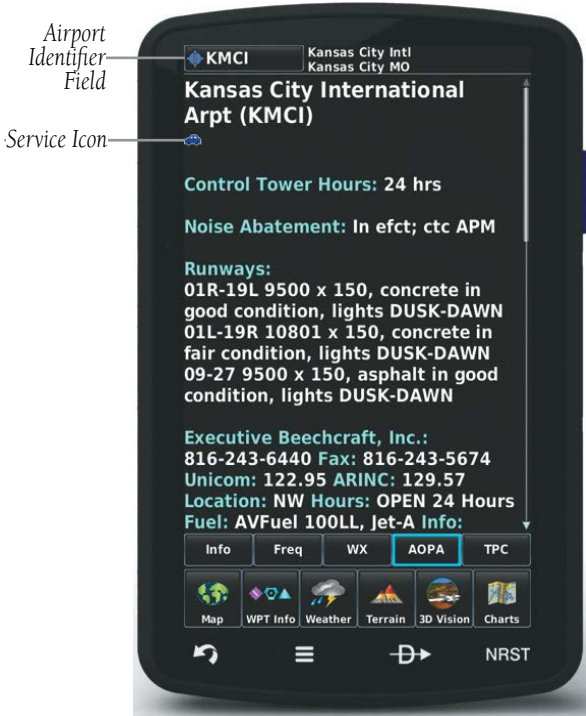 Airport
Identifier
Field
Service Icon
KMCI
Kansas City Intl
Kansas City MO
Kansas City International
Arpt (KMCI)
Control Tower Hours: 24 hrs
Noise Abatement: In efct; ctc APM
Runways:
01R-19L 9500 x 150, concrete in
good condition, lights DUSK-DAWN
01L-19R 10801 x 150, concrete in
fair condition, lights DUSK-DAWN
09-27 9500 x 150, asphalt in good
condition, lights DUSK-DAWN
Executive Beechcraft, Inc.:
816-243-6440 Fax: 816-243-5674
Unicom: 122.95 ARINC: 129.57
Location: NW Hours: OPEN 24 Hours
Fuel: AVFuel 100LL, Jet-A Info:
Info Freq WX AOPA TPC
Map WPT Info Weather Terrain 3D Vision Charts
D NRST